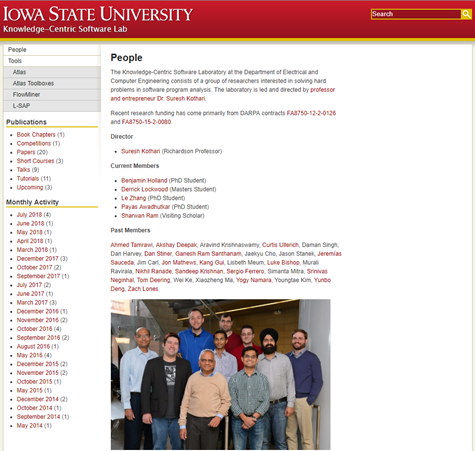 IOWA STATE UNIVERSITY
Knowledge-Centric Software Lab
Search
People
Tools
Atlas
Atlas Toolboxes
FlowMiner
L-SAP
Publications
Book Chapters (1)
Competitions (1)
Papers (20)
Short Courses (3)
Talks (9)
Tutorials (11)
Upcoming (3)
Monthly Activity
July 2018 (4)
June 2018 (1)
May 2018 (1)
April 2018 (1)
March 2018 (1)
December 2017 (3)
October 2017 (2)
September 2017 (1)
July 2017 (2)
June 2017 (1)
March 2017 (3)
December 2016 (1)
November 2016 (2)
October 2016 (4)
September 2016 (2)
August 2016 (1)
May 2016 (4)
December 2015 (2)
November 2015 (2)
October 2015 (1)
May 2015 (1)
December 2014 (2)
October 2014 (1)
September 2014 (1)
May 2014 (1)
People
The Knowledge-Centric Software Laboratory at the Department of Electrical and
Computer Engineering consists of a group of researchers interested in solving hard
problems in software program analysis. The laboratory is led and directed by professor
and entrepreneur Dr. Suresh Kothari.
Recent research funding has come primarily from DARPA contracts FA8750-12-2-0126
and FA8750-15-2-0080.
Director
Suresh Kothari (Richardson Professor)
Current Members
Benjamin Holland (PhD Student)
Derrick Lockwood (Masters Student)
Le Zhang (PhD Student)
Payas Awadhutkar (PhD Student)
Sharwan Ram (Visiting Scholar)
Past Members
Ahmed Tamrawi, Akshay Deepak, Aravind Krishnaswamy, Curtis Ullerich, Daman Singh,
Dan Harvey, Dan Stiner, Ganesh Ram Santhanam, Jaekyu Cho, Jason Stanek, Jeremías
Sauceda, Jim Carl, Jon Mathews, Kang Gui, Lisbeth Meum, Luke Bishop, Murali
Ravirala, Nikhil Ranade, Sandeep Krishnan, Sergio Ferrero, Simanta Mitra, Srinivas
Neginhal, Tom Deering, Wei Ke, Xiaozheng Ma, Yogy Namara, Youngtae Kim, Yunbo
Deng, Zach Lones